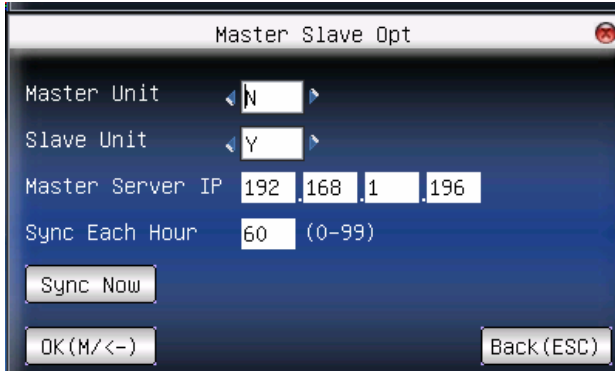 Master Slave Opt
Master Unit N
Slave Unit Y
Master Server IP 192.168.1.196
Sync Each Hour 60 (0-99)
Sync Now
OK(M/<-) Back(ESC)